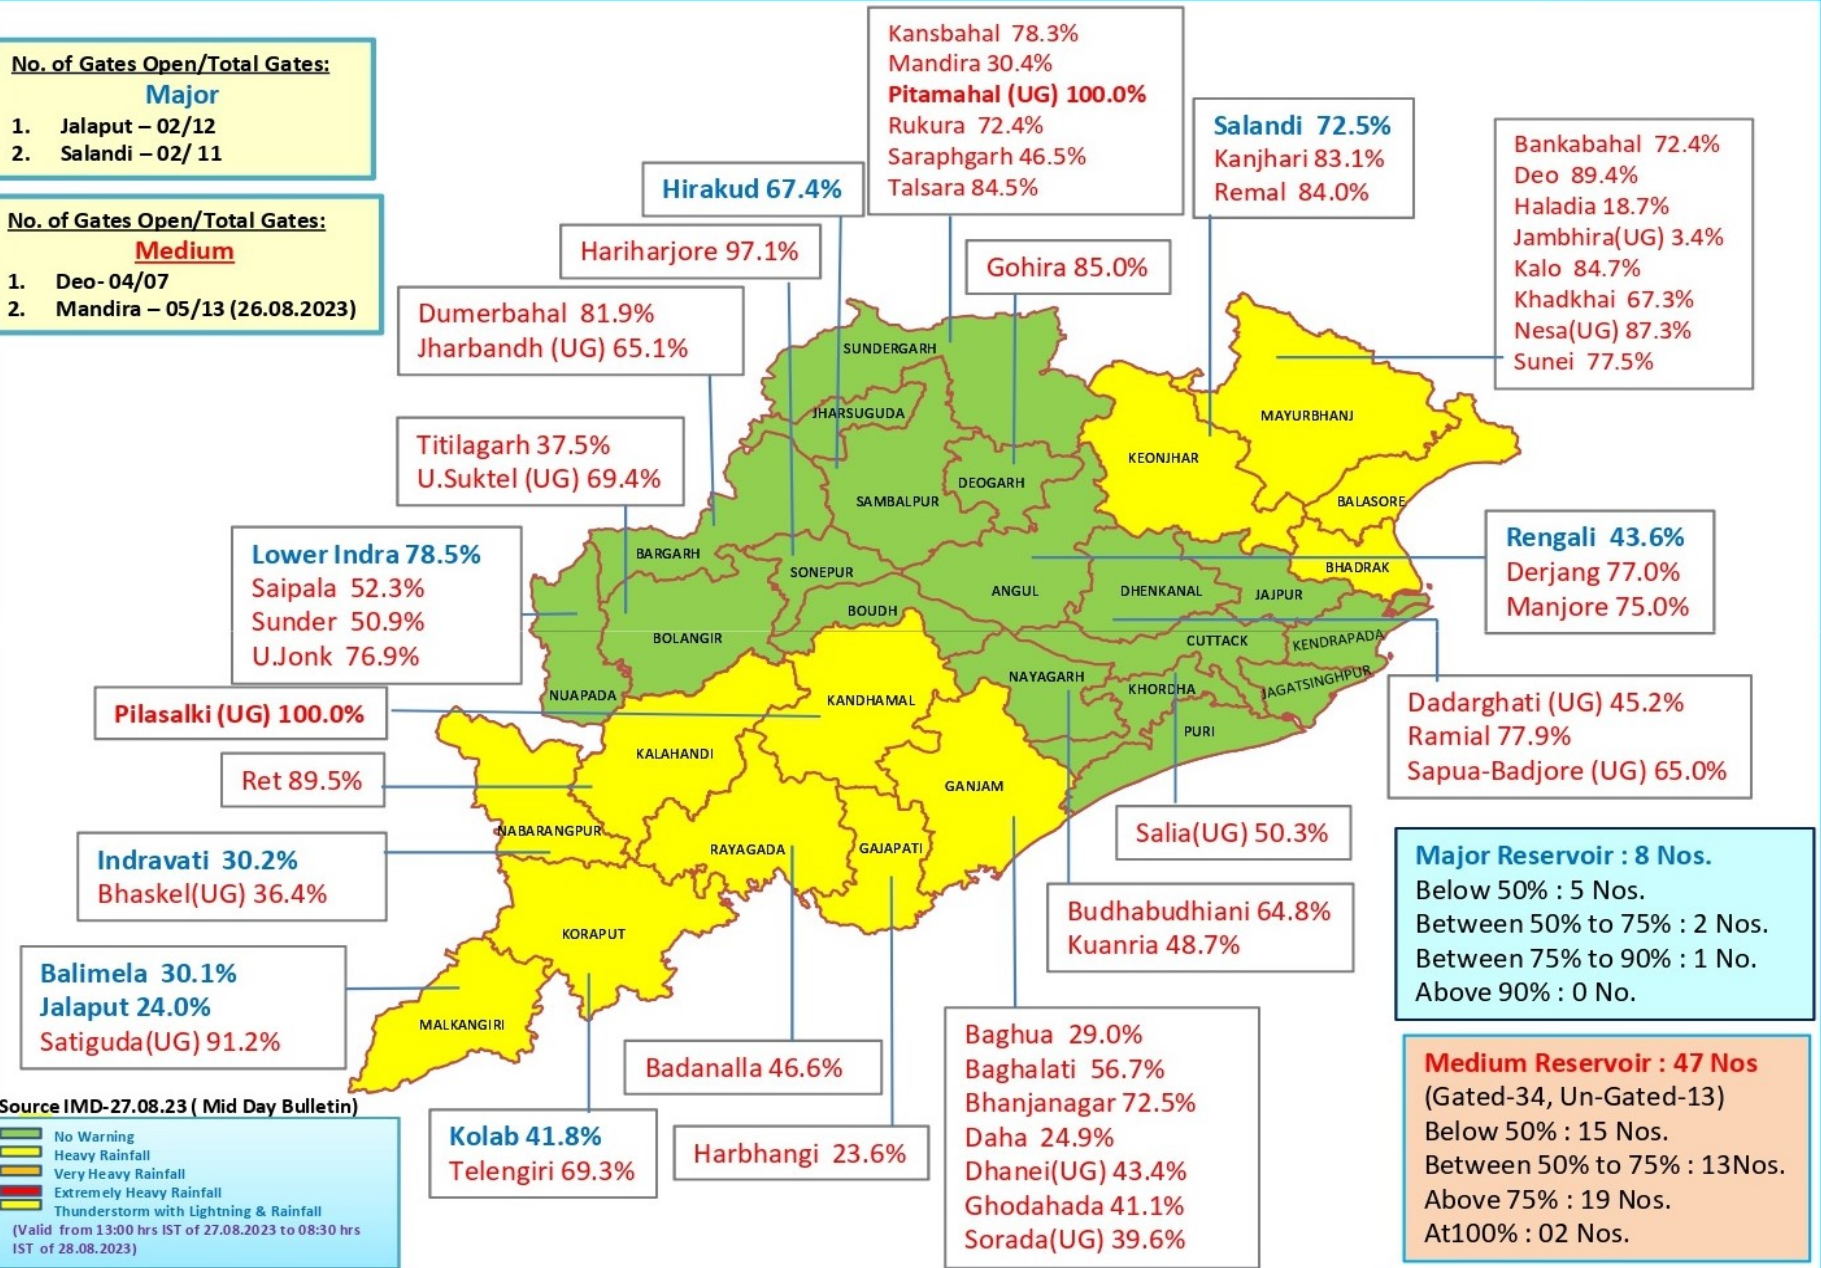 No. of Gates Open/Total Gates:
Major
1. Jalaput – 02/12
2. Salandi – 02/ 11
No. of Gates Open/Total Gates:
Medium
1. Deo- 04/07
2. Mandira – 05/13 (26.08.2023)
Kansbahal 78.3%
Mandira 30.4%
Pitamahal (UG) 100.0%
Rukura 72.4%
Saraphgarh 46.5%
Talsara 84.5%
Salandi 72.5%
Kanjhari 83.1%
Remal 84.0%
Bankabahal 72.4%
Deo 89.4%
Haladia 18.7%
Jambhira(UG) 3.4%
Kalo 84.7%
Khadkhai 67.3%
Nesa(UG) 87.3%
Sunei 77.5%
Hirakud 67.4%
Hariharjore 97.1%
Gohira 85.0%
Dumerbahal 81.9%
Jharbandh (UG) 65.1%
Titilagarh 37.5%
U.Suktel (UG) 69.4%
Lower Indra 78.5%
Saipala 52.3%
Sunder 50.9%
U.Jonk 76.9%
Pilasalki (UG) 100.0%
Ret 89.5%
Indravati 30.2%
Bhaskel(UG) 36.4%
Balimela 30.1%
Jalaput 24.0%
Satiguda(UG) 91.2%
SUNDERGARH
JHARSUGUDA
SAMBALPUR
DEOGARH
KEONJHAR
MAYURBHANJ
BALASORE
BHADRAK
BARGARH
SONEPUR
BOUDH
ANGUL
DHENKANAL
JAJPUR
BOLANGIR
CUTTACK
KENDRAPADA
NUAPADA
NAYAGARH
KHORDHA
JAGATSINGHPUR
KANDHAMAL
PURI
KALAHANDI
GANJAM
NABARANGPUR
RAYAGADA
GAJAPATI
KORAPUT
MALKANGIRI
Rengali 43.6%
Derjang 77.0%
Manjore 75.0%
Dadarghati (UG) 45.2%
Ramial 77.9%
Sapua-Badjore (UG) 65.0%
Salia(UG) 50.3%
Budhabudhiani 64.8%
Kuanria 48.7%
Badanalla 46.6%
Kolab 41.8%
Telengiri 69.3%
Harbhangi 23.6%
Baghua 29.0%
Baghalati 56.7%
Bhanjanagar 72.5%
Daha 24.9%
Dhanei(UG) 43.4%
Ghodahada 41.1%
Sorada(UG) 39.6%
Major Reservoir : 8 Nos.
Below 50% : 5 Nos.
Between 50% to 75% : 2 Nos.
Between 75% to 90% : 1 No.
Above 90% : 0 No.
Medium Reservoir : 47 Nos
(Gated-34, Un-Gated-13)
Below 50% : 15 Nos.
Between 50% to 75% : 13Nos.
Above 75% : 19 Nos.
At100% : 02 Nos.
Source IMD-27.08.23 ( Mid Day Bulletin)
No Warning
Heavy Rainfall
Very Heavy Rainfall
Extremely Heavy Rainfall
Thunderstorm with Lightning & Rainfall
(Valid from 13:00 hrs IST of 27.08.2023 to 08:30 hrs
IST of 28.08.2023)